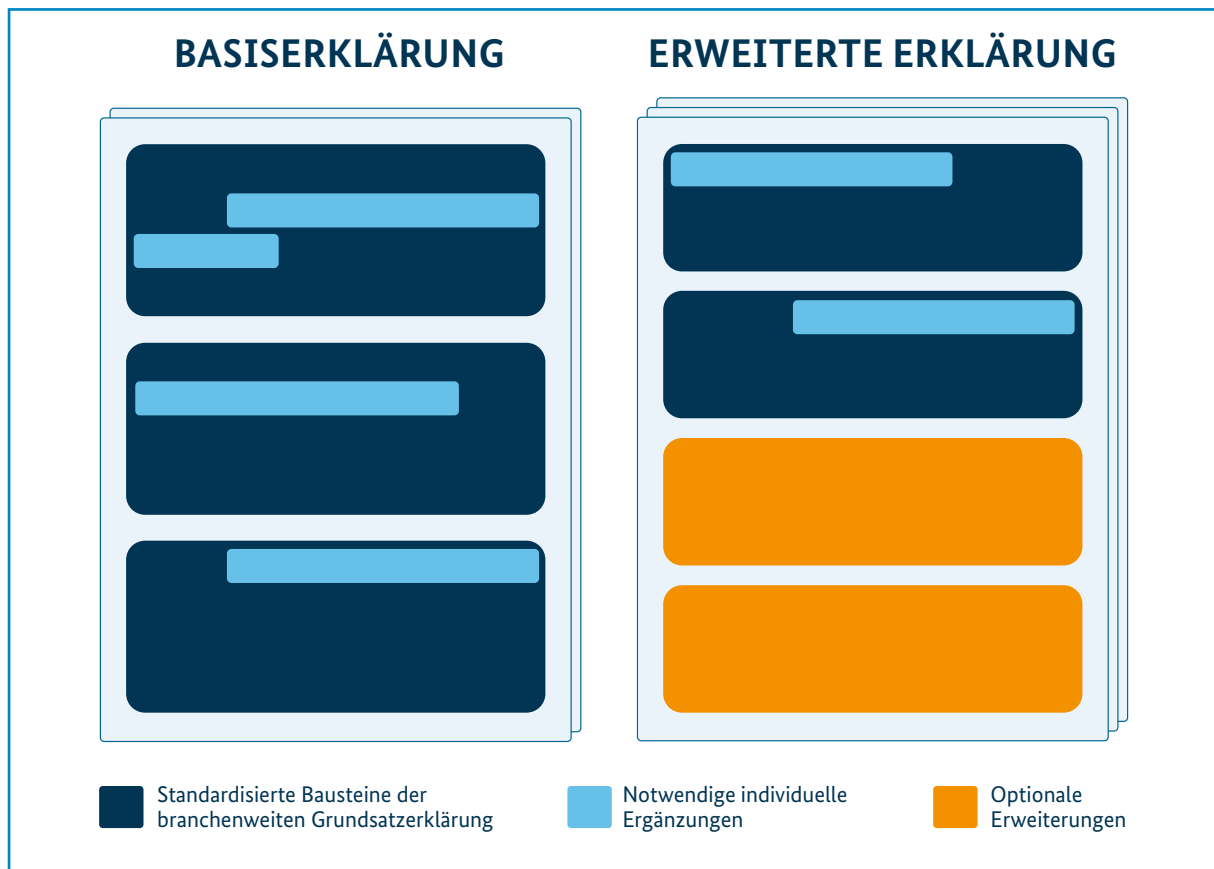 BASISERKLÄRUNG
ERWEITERTE ERKLÄRUNG
Standardisierte Bausteine der
branchenweiten Grundsatzerklärung
Notwendige individuelle
Ergänzungen
Optionale
Erweiterungen